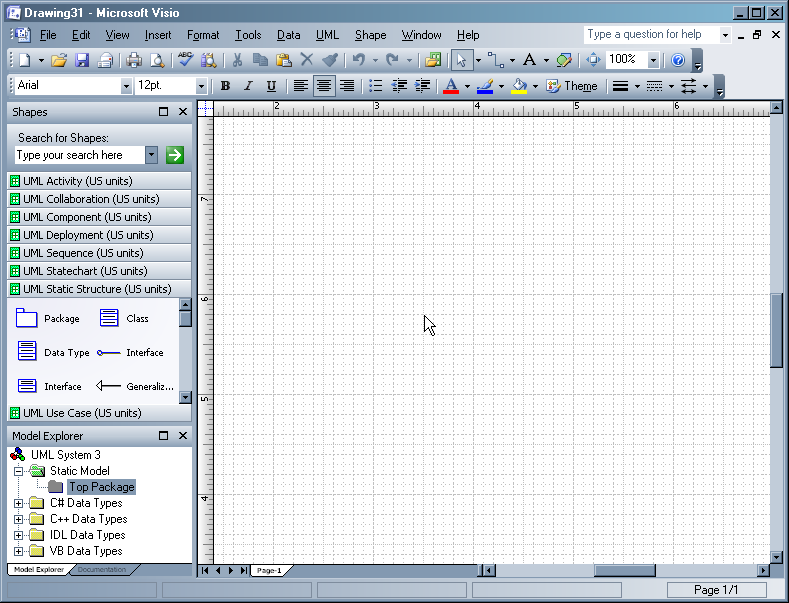 Drawing31 - Microsoft Visio
File Edit View Insert Format Tools Data UML Shape Window Help Type a question for help
100%
Arial 12pt. B I U A Theme
Shapes
2 3 4 5 6
Search for Shapes:
Type your search here
UML Activity (US units)
UML Collaboration (US units)
UML Component (US units)
UML Deployment (US units)
UML Sequence (US units)
UML Statechart (US units)
UML Static Structure (US units)
Package Class
Data Type Interface
Interface Generaliz...
UML Use Case (US units)
7
6
5
4
Model Explorer
UML System 3
Static Model
Top Package
C# Data Types
C++ Data Types
IDL Data Types
VB Data Types
Model Explorer Documentation
Page-1
Page 1/1